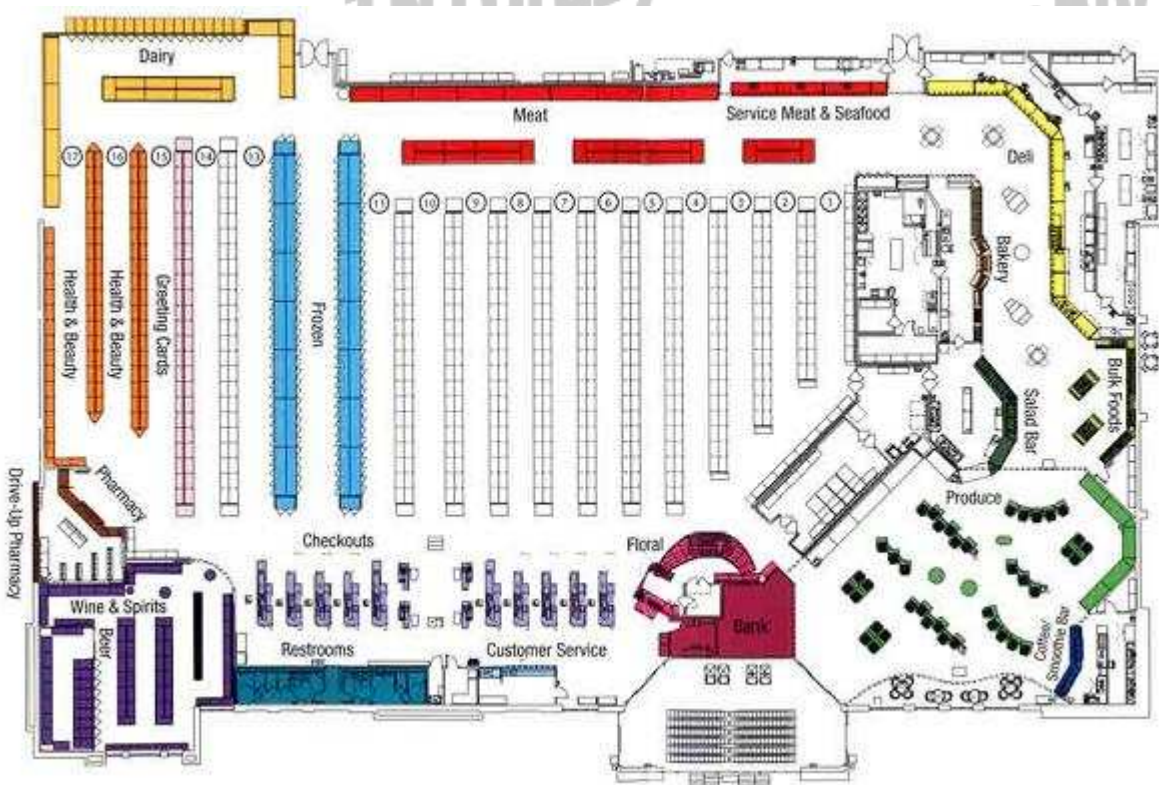 Dairy
Meat
Service Meat & Seafood
Deli
17
16
15
14
13
11
10
9
8
7
6
5
4
3
2
1
Health & Beauty
Health & Beauty
Greeting Cards
Frozen
Bakery
Salad Bar
Bulk Foods
Pharmacy
Drive-Up Pharmacy
Produce
Checkouts
Floral
Wine & Spirits
Beer
Restrooms
Customer Service
Bank
Coffee/
Smoothie Bar